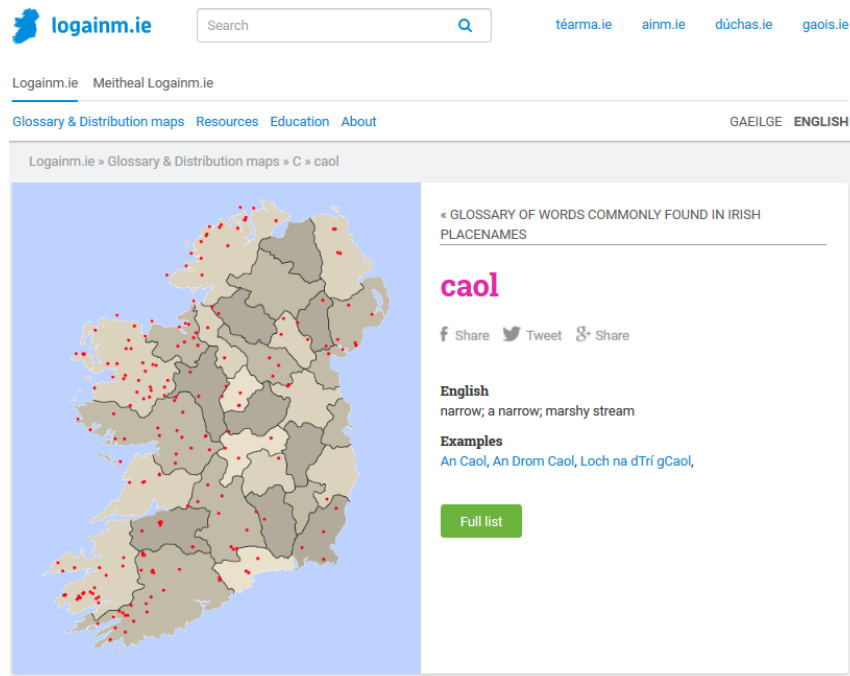 logainm.ie
Search
téarma.ie ainm.ie dúchas.ie gaois.ie
Logainm.ie Meitheal Logainm.ie
Glossary & Distribution maps Resources Education About
GAEILGE ENGLISH
Logainm.ie » Glossary & Distribution maps » C » caol
« GLOSSARY OF WORDS COMMONLY FOUND IN IRISH
PLACENAMES
caol
Share Tweet Share
English
narrow; a narrow; marshy stream
Examples
An Caol, An Drom Caol, Loch na dTrí gCaol,
Full list